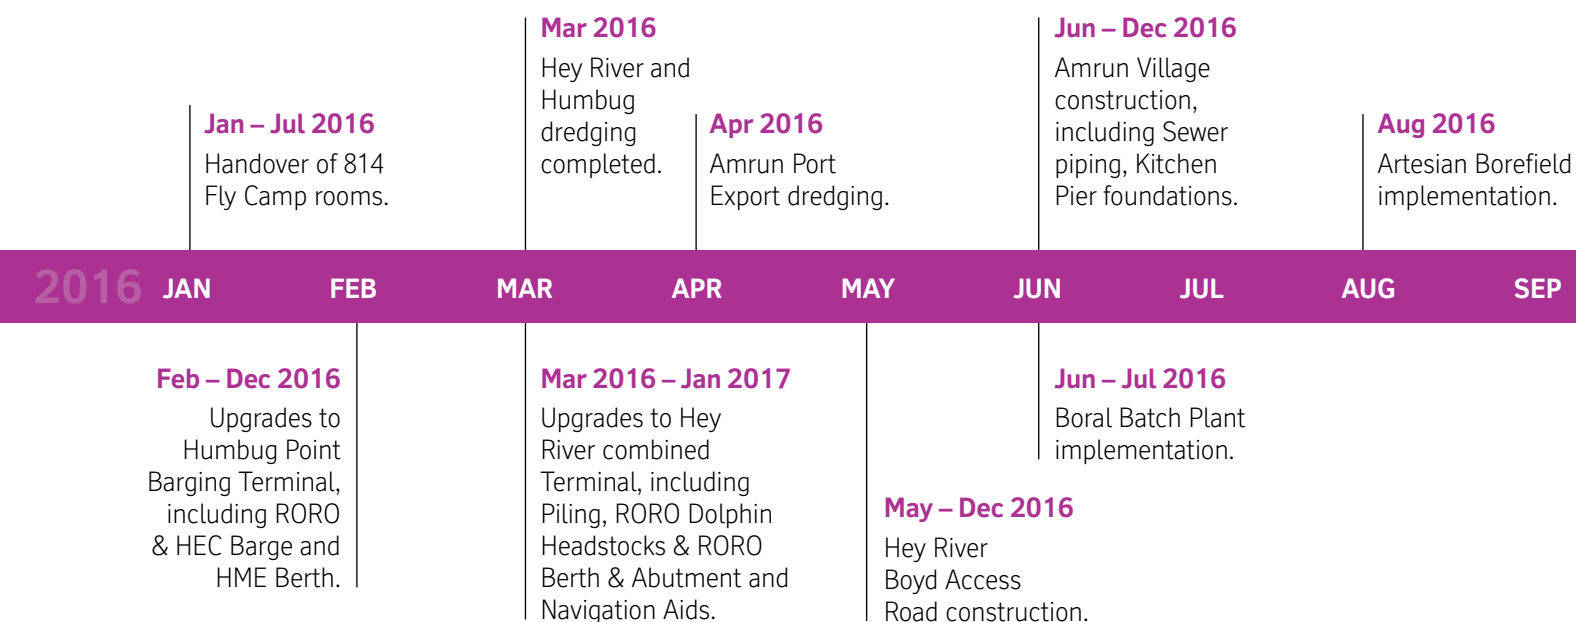 Jan – Jul 2016
Handover of 814
Fly Camp rooms.
Mar 2016
Hey River and
Humbug
dredging
completed.
Apr 2016
Amrun Port
Export dredging.
Jun – Dec 2016
Amrun Village
construction,
including Sewer
piping, Kitchen
Pier foundations.
Aug 2016
Artesian Borefield
implementation.
2016 JAN FEB MAR APR MAY JUN JUL AUG SEP
Feb – Dec 2016
Upgrades to
Humbug Point
Barging Terminal,
including RORO
& HEC Barge and
HME Berth.
Mar 2016 – Jan 2017
Upgrades to Hey
River combined
Terminal, including
Piling, RORO Dolphin
Headstocks & RORO
Berth & Abutment and
Navigation Aids.
May – Dec 2016
Hey River
Boyd Access
Road construction.
Jun – Jul 2016
Boral Batch Plant
implementation.